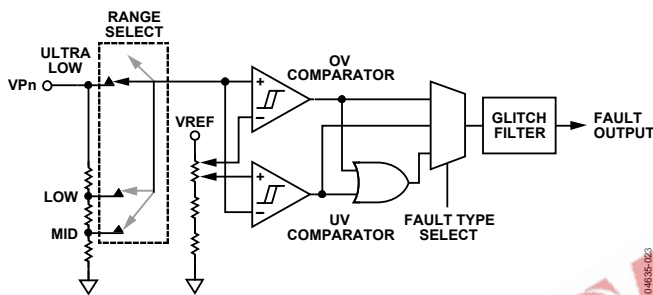 RANGE
SELECT
ULTRA
LOW
VPn
LOW
MID
VREF
+
−
+
−
OV
COMPARATOR
UV
COMPARATOR
FAULT TYPE
SELECT
GLITCH
FILTER
FAULT
OUTPUT
04635-023